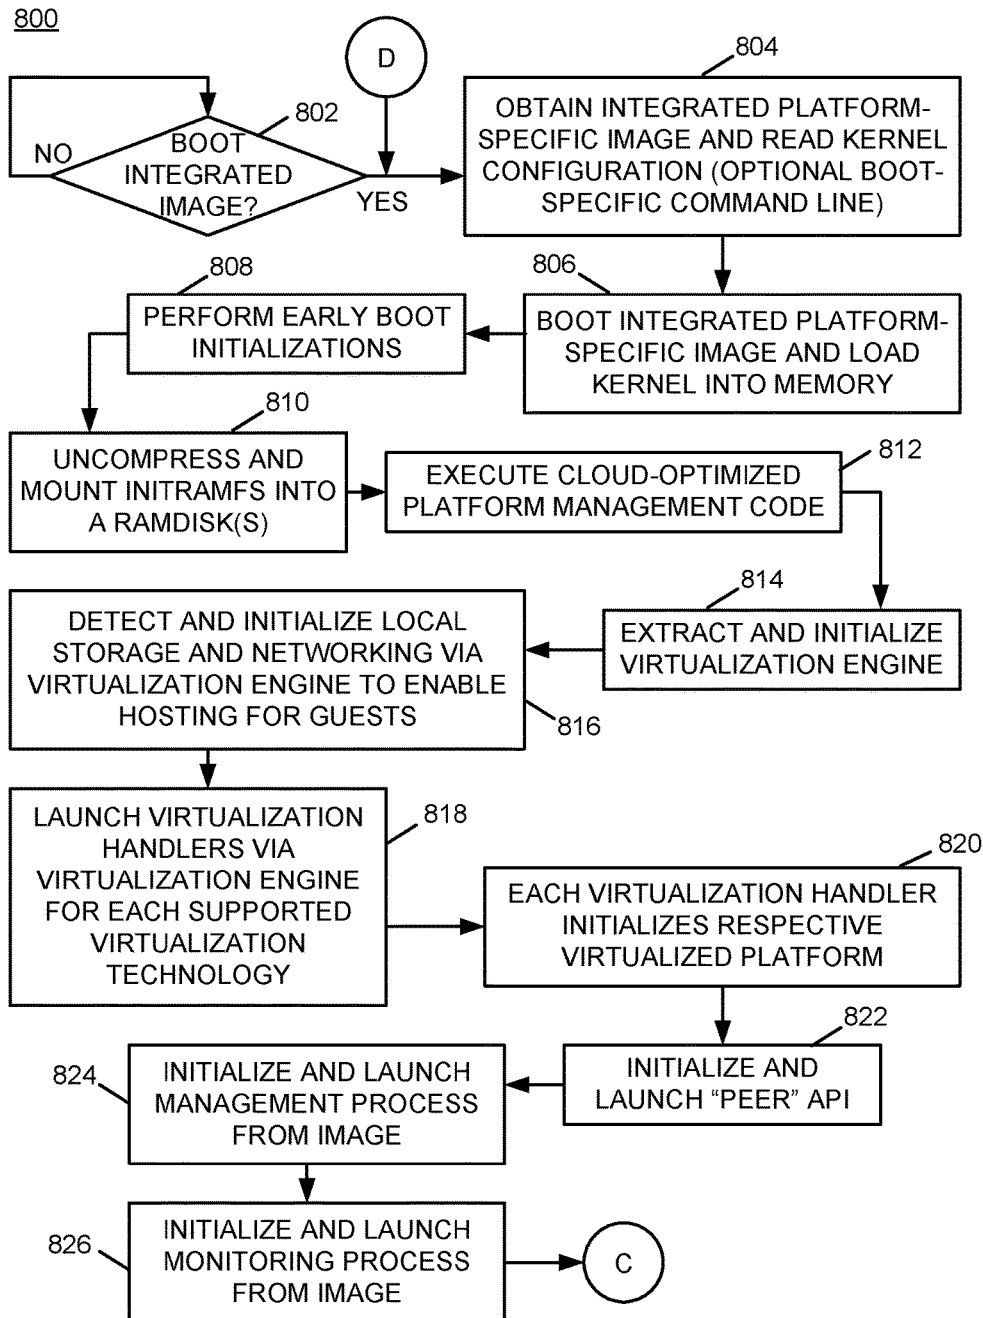 800
D
802
BOOT
INTEGRATED
IMAGE?
NO
YES
804
OBTAIN INTEGRATED PLATFORM-
SPECIFIC IMAGE AND READ KERNEL
CONFIGURATION (OPTIONAL BOOT-
SPECIFIC COMMAND LINE)
806
BOOT INTEGRATED PLATFORM-
SPECIFIC IMAGE AND LOAD
KERNEL INTO MEMORY
808
PERFORM EARLY BOOT
INITIALIZATIONS
810
UNCOMPRESS AND
MOUNT INITRAMFS INTO
A RAMDISK(S)
812
EXECUTE CLOUD-OPTIMIZED
PLATFORM MANAGEMENT CODE
814
EXTRACT AND INITIALIZE
VIRTUALIZATION ENGINE
DETECT AND INITIALIZE LOCAL
STORAGE AND NETWORKING VIA
VIRTUALIZATION ENGINE TO ENABLE
HOSTING FOR GUESTS
816
LAUNCH VIRTUALIZATION
HANDLERS VIA
VIRTUALIZATION ENGINE
FOR EACH SUPPORTED
VIRTUALIZATION
TECHNOLOGY
818
820
EACH VIRTUALIZATION HANDLER
INITIALIZES RESPECTIVE
VIRTUALIZED PLATFORM
822
INITIALIZE AND
LAUNCH “PEER” API
824
INITIALIZE AND LAUNCH
MANAGEMENT PROCESS
FROM IMAGE
826
INITIALIZE AND LAUNCH
MONITORING PROCESS
FROM IMAGE
C